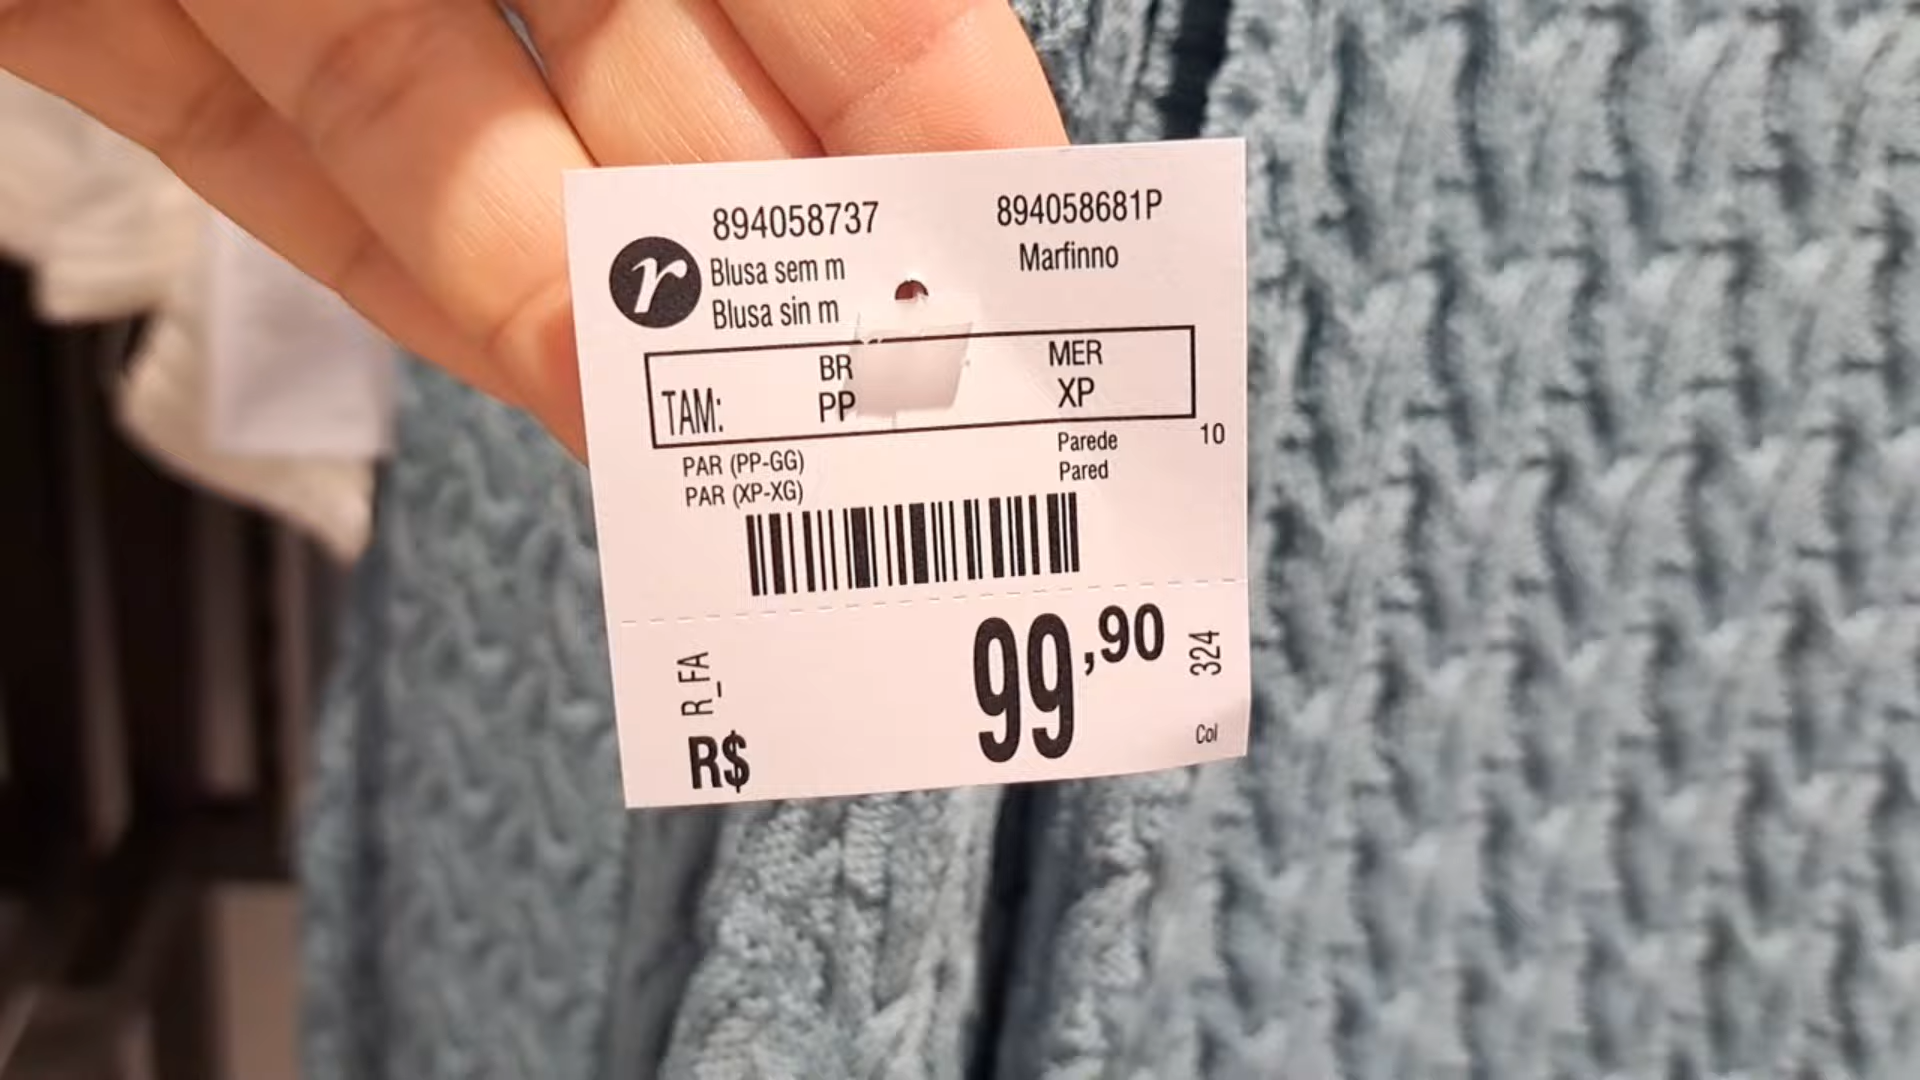 894058737 894058681P
r Blusa sem m Marfinno
Blusa sin m
BR MER
TAM: PP XP
PAR (PP-GG) Parede 10
PAR (XP-XG) Pared
R_FA 99,90 324
R$ Col